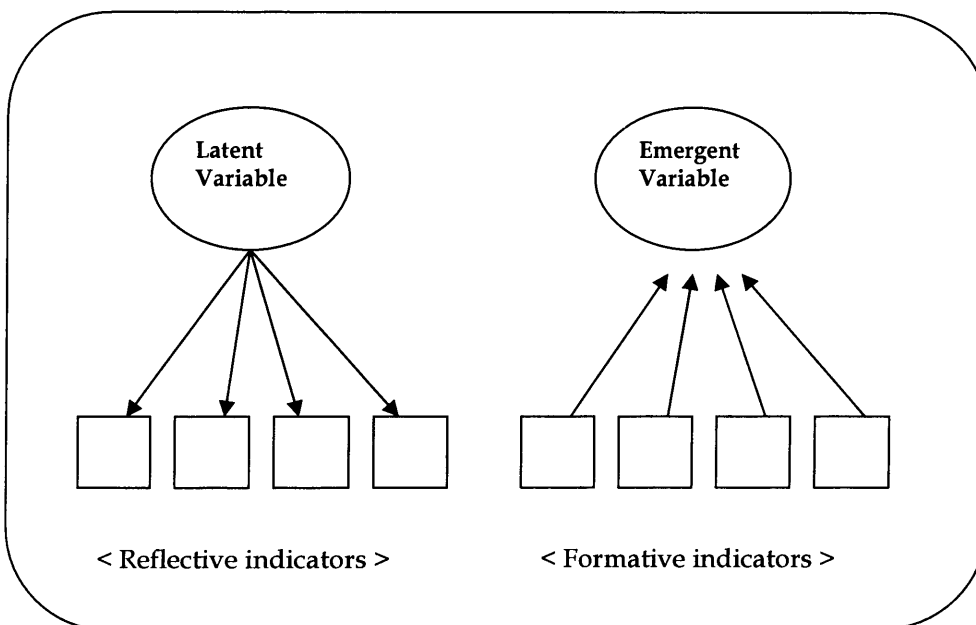 Latent
Variable
Emergent
Variable
< Reflective indicators >
< Formative indicators >